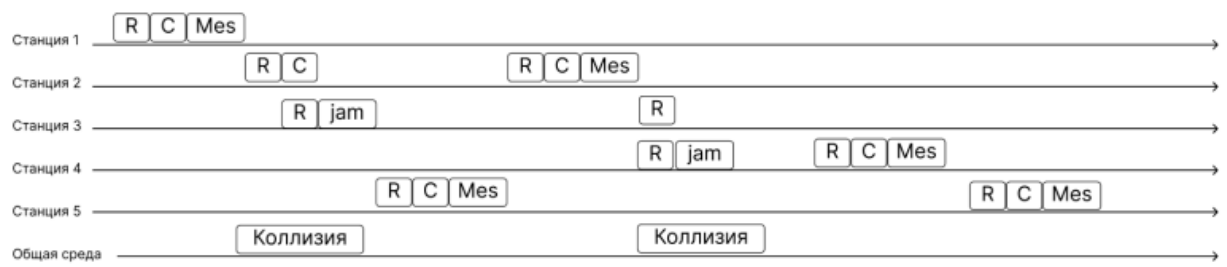 R C Mes
Станция 1
R C R C Mes
Станция 2
R jam R
Станция 3
R jam R C Mes
Станция 4
R C Mes R C Mes
Станция 5
Коллизия Коллизия
Общая среда